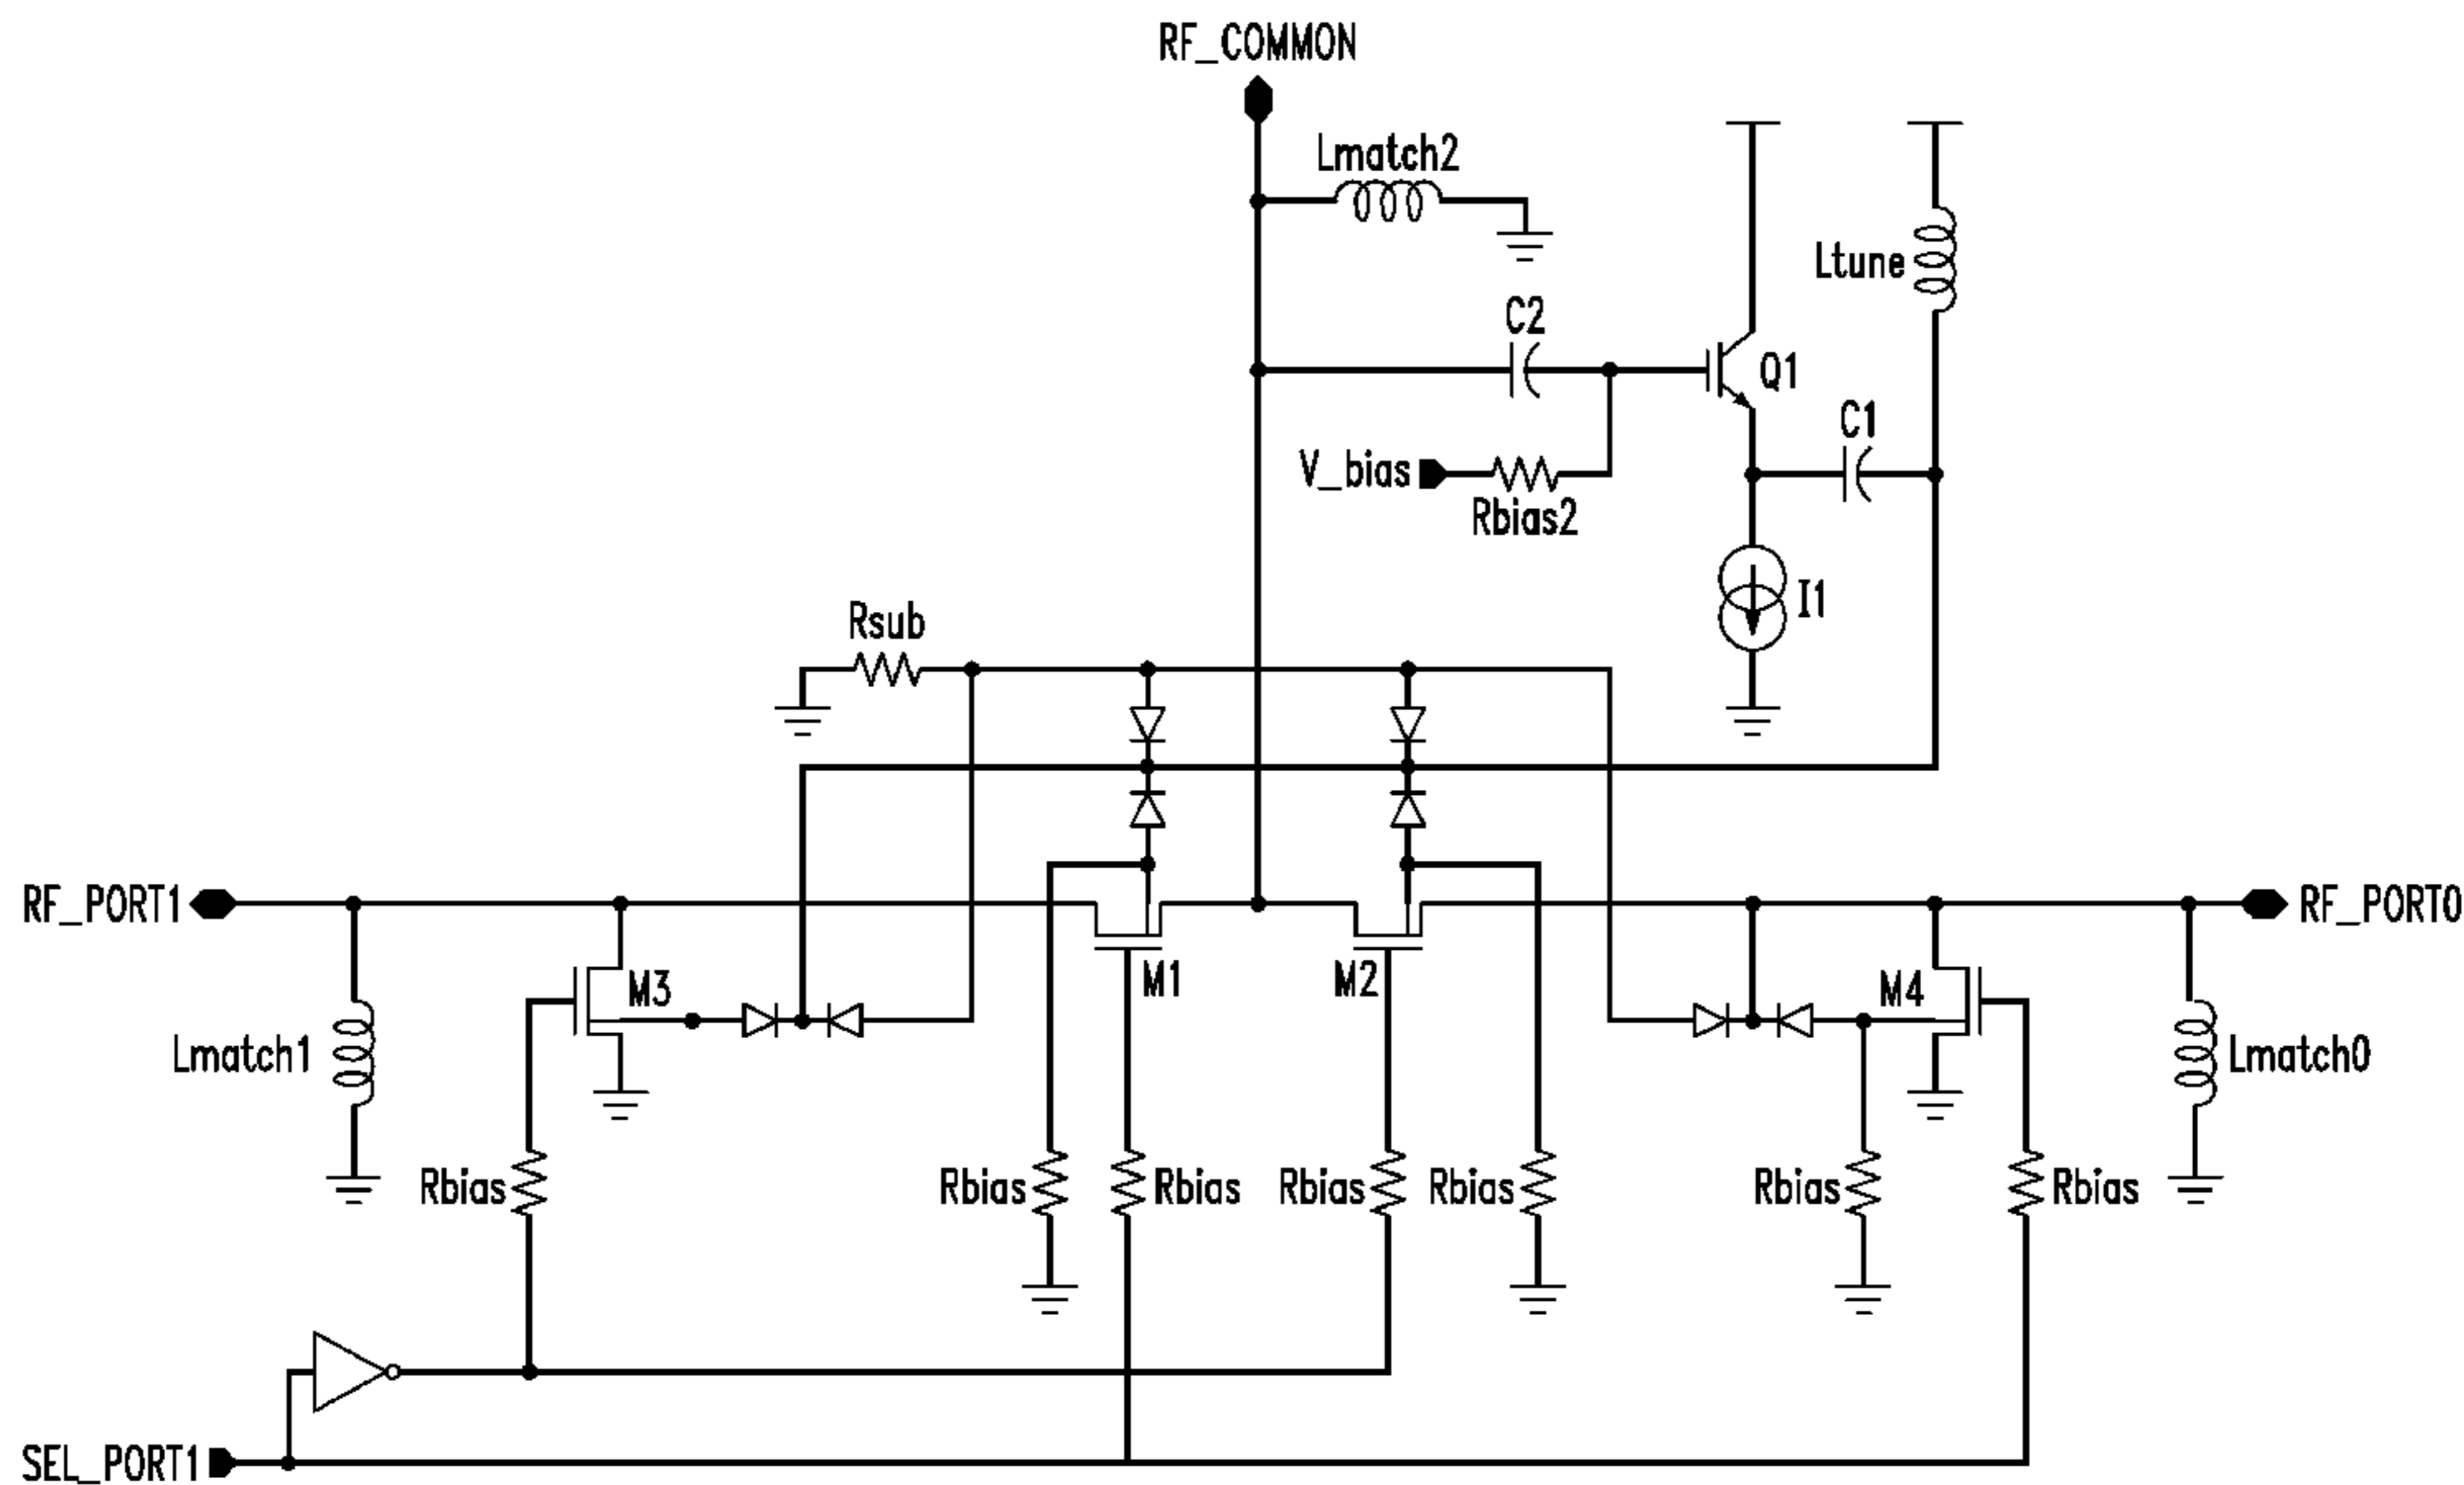 RF_COMMON
Lmatch2
Ltune
C2
Q1
C1
V_bias
Rbias2
I1
Rsub
RF_PORT1
RF_PORT0
M3
M1
M2
M4
Lmatch1
Lmatch0
Rbias
Rbias
Rbias
Rbias
Rbias
Rbias
Rbias
SEL_PORT1